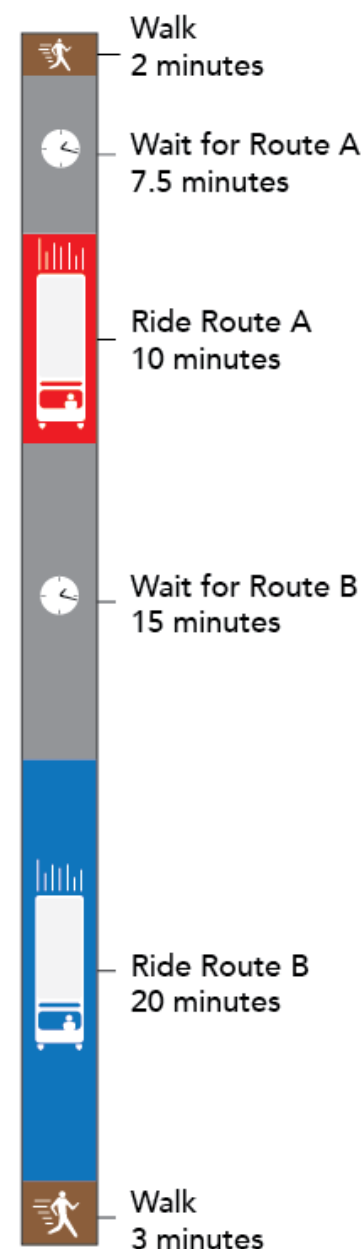 Walk
2 minutes
Wait for Route A
7.5 minutes
Ride Route A
10 minutes
Wait for Route B
15 minutes
Ride Route B
20 minutes
Walk
3 minutes